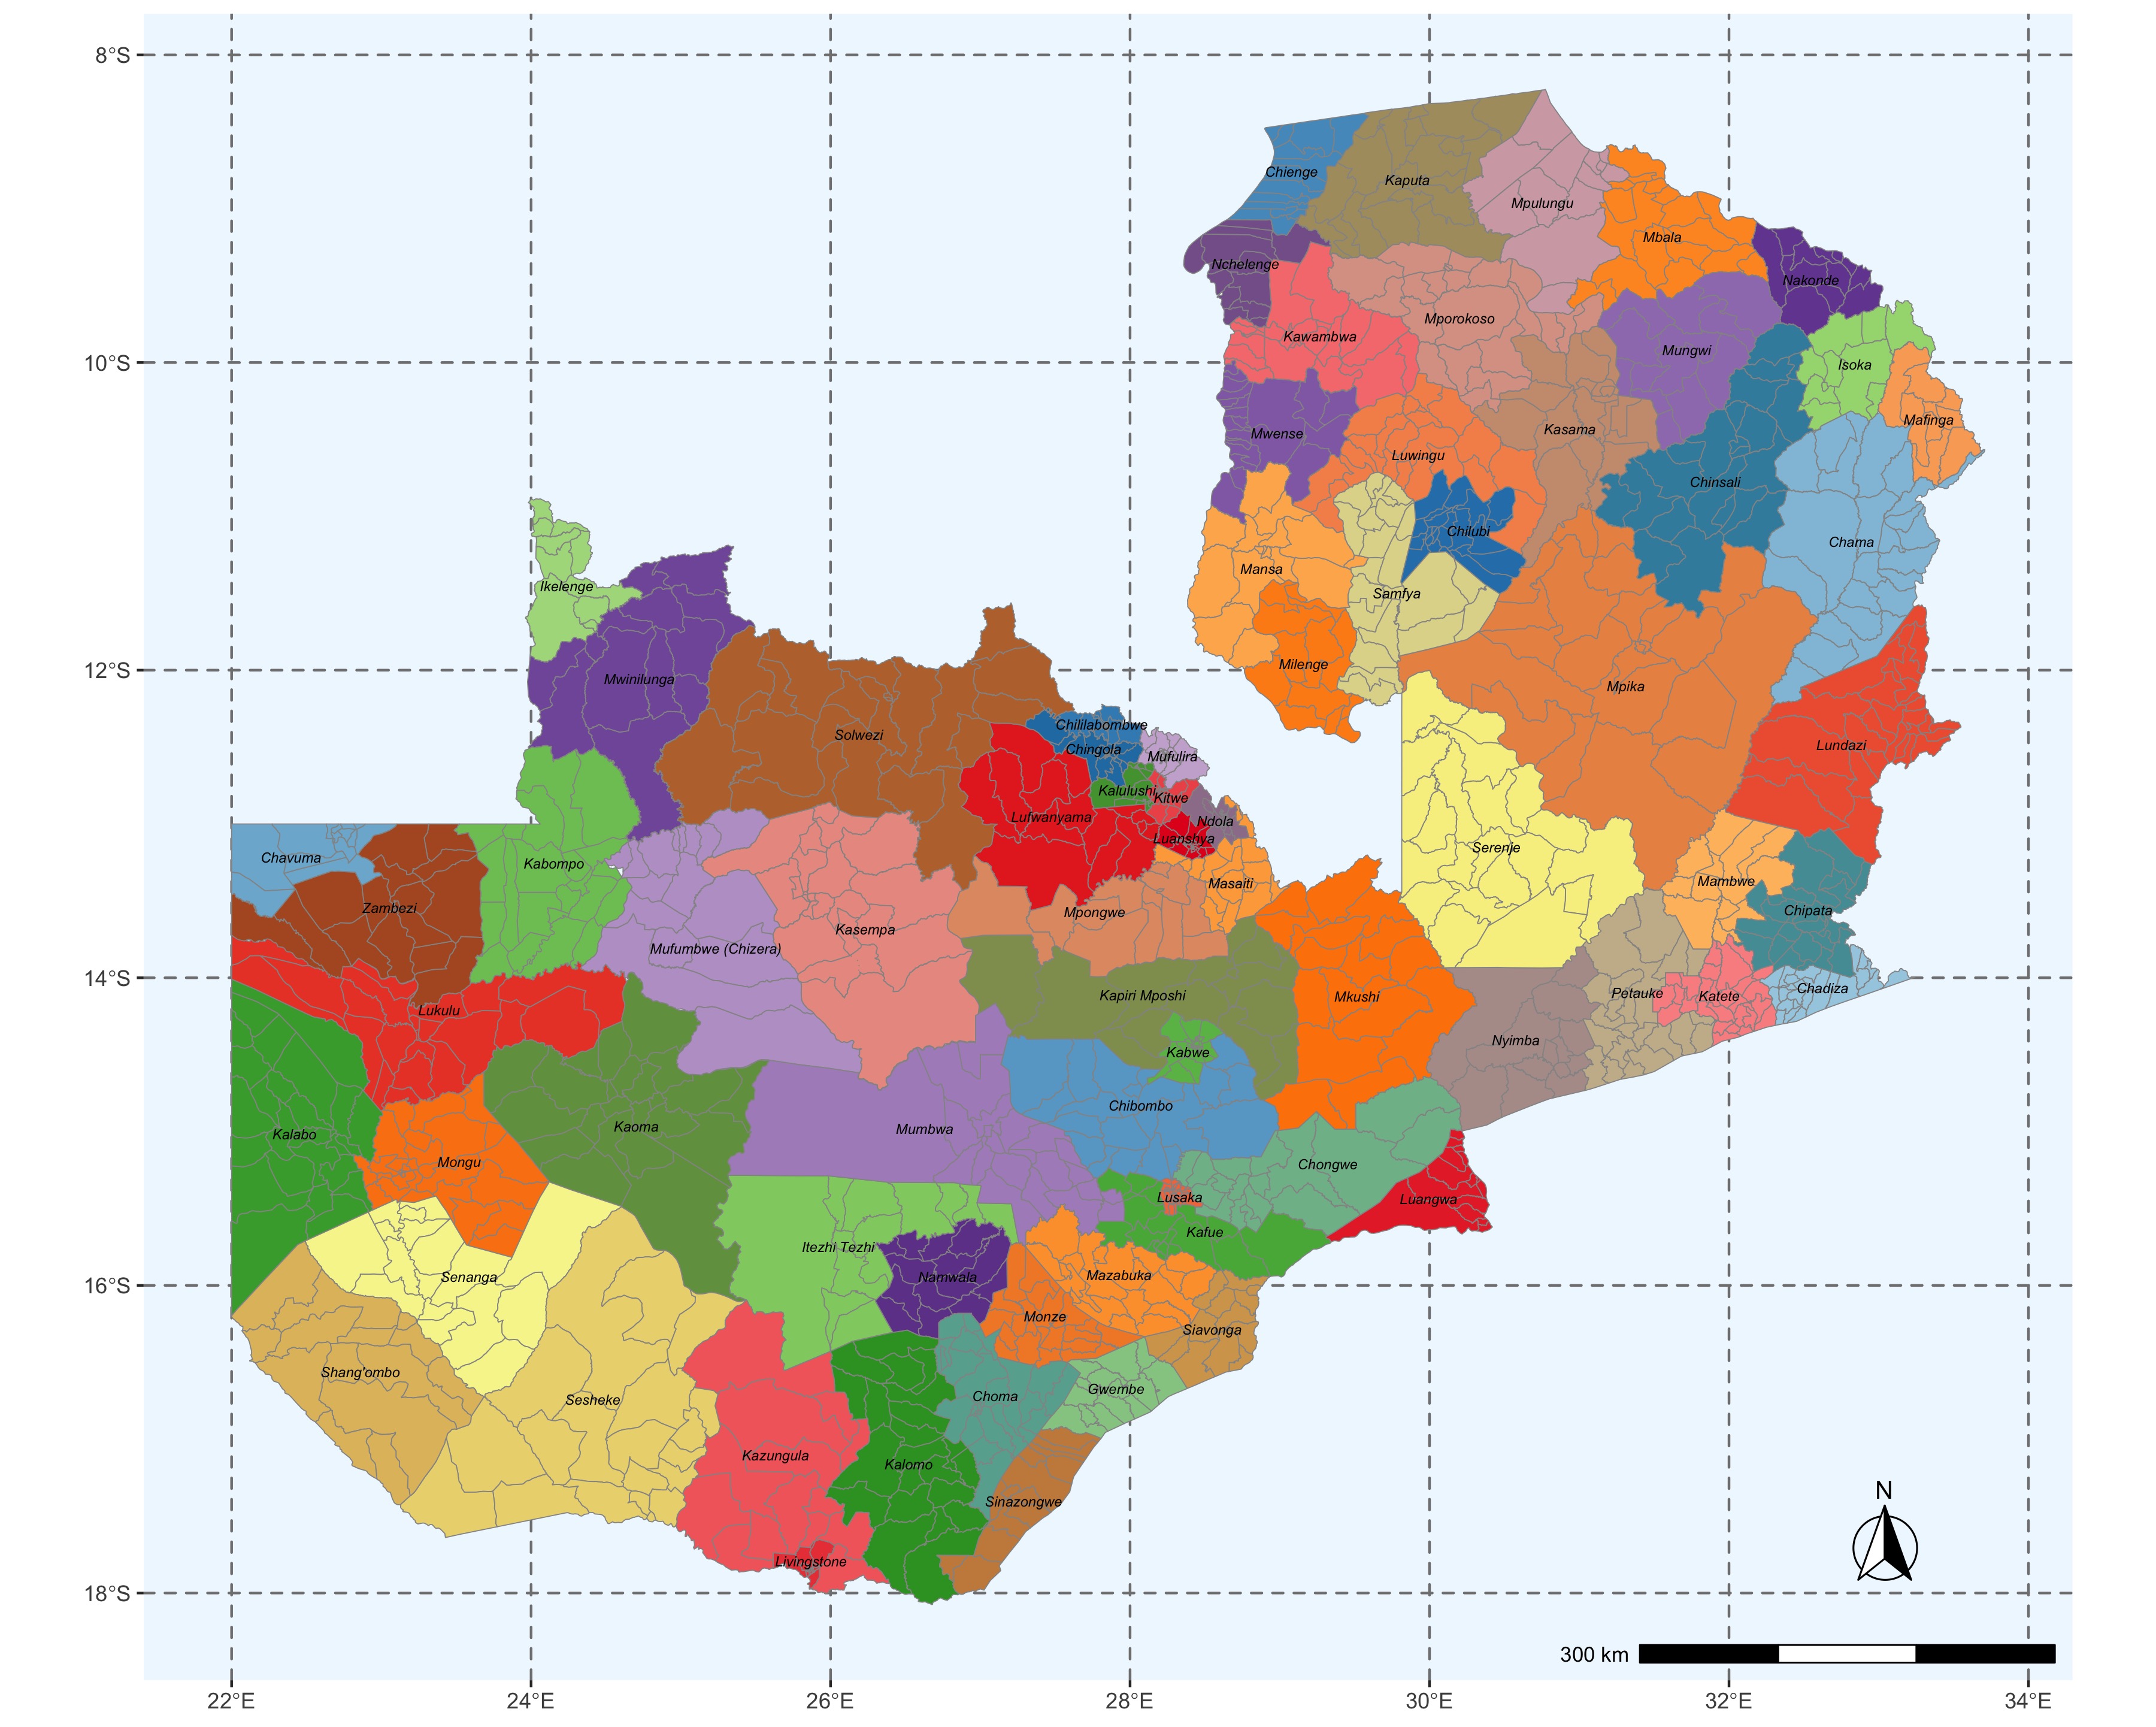 8°S
Chienge
Kaputa
Mpulungu
Mbala
Nchelenge
Nakonde
Mporokoso
Kawambwa
Mungwi
10°S
Isoka
Mafinga
Kasama
Mwense
Luwingu
Chinsali
Chilubi
Chama
Mansa
Ikelenge
Samfya
Milenge
12°S
Mwinilunga
Mpika
Chililabombwe
Solwezi
Lundazi
Chingola
Mufulira
Kalulushi
Kitwe
Lufwanyama
Ndola
Luanshya
Serenje
Chavuma
Kabompo
Masaiti
Mambwe
Zambezi
Mpongwe
Chipata
Kasempa
Mufumbwe (Chizera)
14°S
Chadiza
Petauke
Katete
Kapiri Mposhi
Mkushi
Lukulu
Nyimba
Kabwe
Chibombo
Kaoma
Mumbwa
Kalabo
Mongu
Chongwe
Lusaka
Luangwa
Kafue
Itezhi Tezhi
Senanga
Namwala
Mazabuka
16°S
Monze
Siavonga
Shang'ombo
Gwembe
Choma
Sesheke
Kazungula
Kalomo
N
Sinazongwe
Livingstone
18°S
300 km
22°E
24°E
26°E
28°E
30°E
32°E
34°E